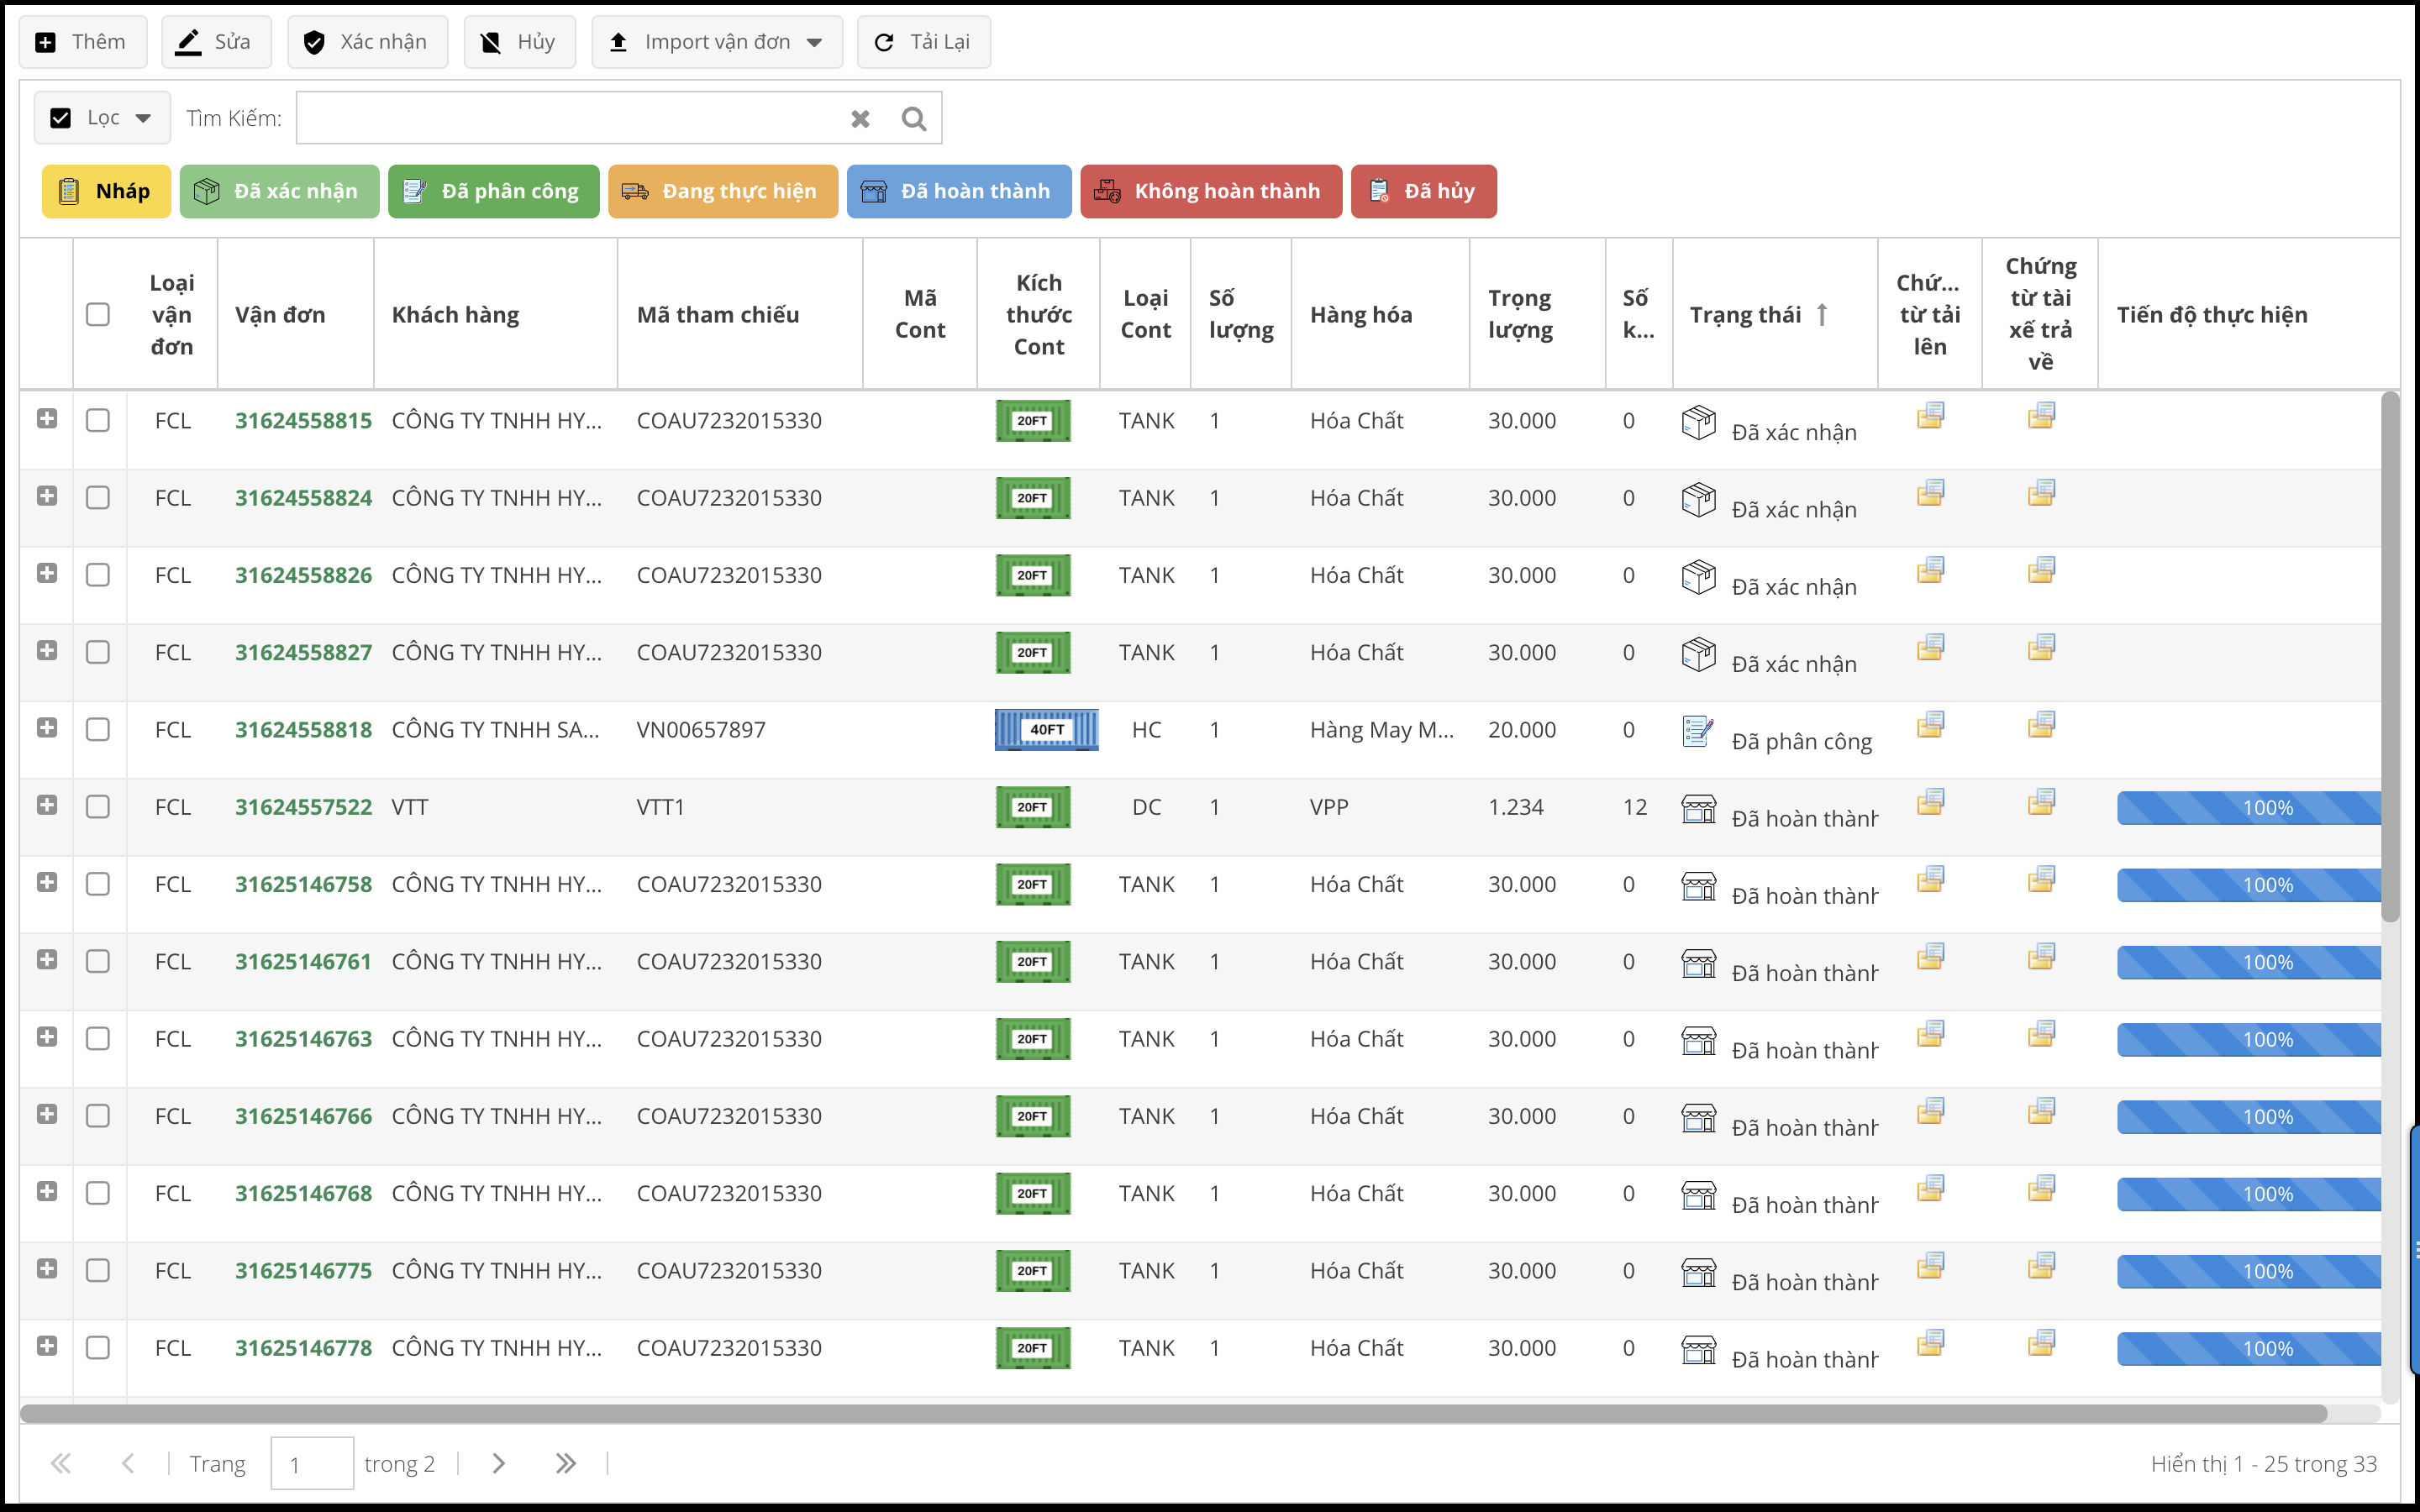 Thêm Sửa Xác nhận Hủy Import vận đơn Tải Lại
Lọc Tìm Kiếm:
Nháp Đã xác nhận Đã phân công Đang thực hiện Đã hoàn thành Không hoàn thành Đã hủy
Loại vận đơn Vận đơn Khách hàng Mã tham chiếu Mã Cont Kích thước Cont Loại Cont Số lượng Hàng hóa Trọng lượng Số k... Trạng thái Chứ... từ tải lên Chứng từ tài xế trả về Tiến độ thực hiện
FCL 31624558815 CÔNG TY TNHH HY... COAU7232015330 20FT TANK 1 Hóa Chất 30.000 0 Đã xác nhận
FCL 31624558824 CÔNG TY TNHH HY... COAU7232015330 20FT TANK 1 Hóa Chất 30.000 0 Đã xác nhận
FCL 31624558826 CÔNG TY TNHH HY... COAU7232015330 20FT TANK 1 Hóa Chất 30.000 0 Đã xác nhận
FCL 31624558827 CÔNG TY TNHH HY... COAU7232015330 20FT TANK 1 Hóa Chất 30.000 0 Đã xác nhận
FCL 31624558818 CÔNG TY TNHH SA... VN00657897 40FT HC 1 Hàng May M... 20.000 0 Đã phân công
FCL 31624557522 VTT VTT1 20FT DC 1 VPP 1.234 12 Đã hoàn thành 100%
FCL 31625146758 CÔNG TY TNHH HY... COAU7232015330 20FT TANK 1 Hóa Chất 30.000 0 Đã hoàn thành 100%
FCL 31625146761 CÔNG TY TNHH HY... COAU7232015330 20FT TANK 1 Hóa Chất 30.000 0 Đã hoàn thành 100%
FCL 31625146763 CÔNG TY TNHH HY... COAU7232015330 20FT TANK 1 Hóa Chất 30.000 0 Đã hoàn thành 100%
FCL 31625146766 CÔNG TY TNHH HY... COAU7232015330 20FT TANK 1 Hóa Chất 30.000 0 Đã hoàn thành 100%
FCL 31625146768 CÔNG TY TNHH HY... COAU7232015330 20FT TANK 1 Hóa Chất 30.000 0 Đã hoàn thành 100%
FCL 31625146775 CÔNG TY TNHH HY... COAU7232015330 20FT TANK 1 Hóa Chất 30.000 0 Đã hoàn thành 100%
FCL 31625146778 CÔNG TY TNHH HY... COAU7232015330 20FT TANK 1 Hóa Chất 30.000 0 Đã hoàn thành 100%
Trang 1 trong 2 Hiển thị 1 - 25 trong 33